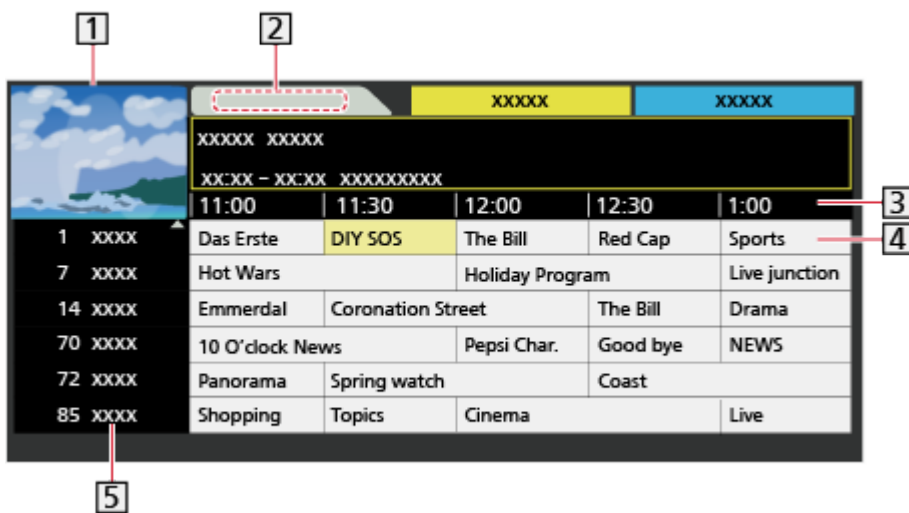 1 2
XXXXX XXXXX
XXXXX XXXXX
XX:XX – XX:XX XXXXXXXXX
11:00 11:30 12:00 12:30 1:00 3
1 XXXX Das Erste DIY SOS The Bill Red Cap Sports 4
7 XXXX Hot Wars Holiday Program Live junction
14 XXXX Emmerdal Coronation Street The Bill Drama
70 XXXX 10 O'clock News Pepsi Char. Good bye NEWS
72 XXXX Panorama Spring watch Coast
85 XXXX Shopping Topics Cinema Live
5